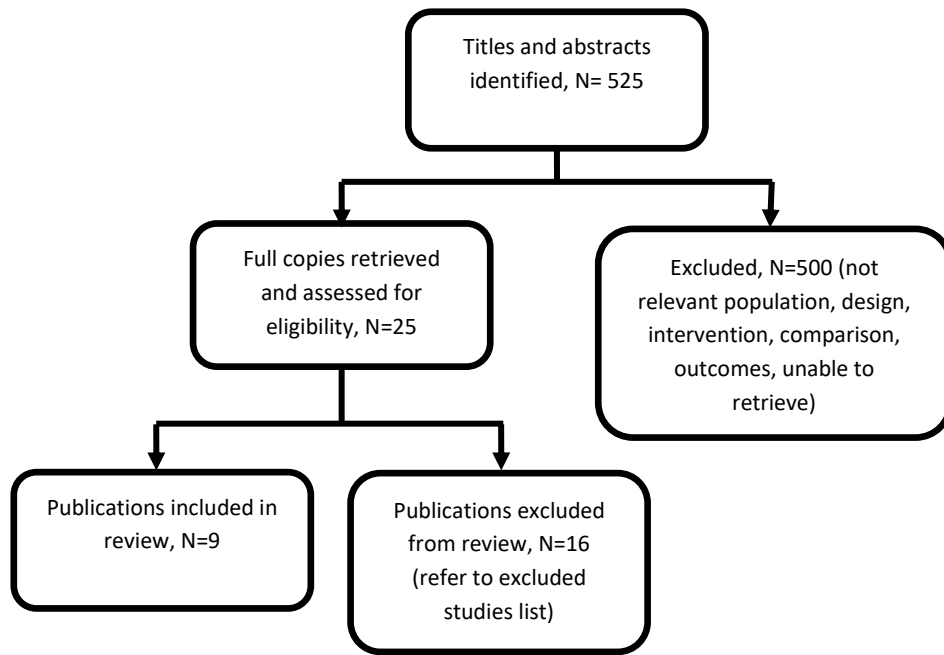 Titles and abstracts
identified, N= 525
Full copies retrieved
and assessed for
eligibility, N=25
Excluded, N=500 (not
relevant population, design,
intervention, comparison,
outcomes, unable to
retrieve)
Publications included in
review, N=9
Publications excluded
from review, N=16
(refer to excluded
studies list)